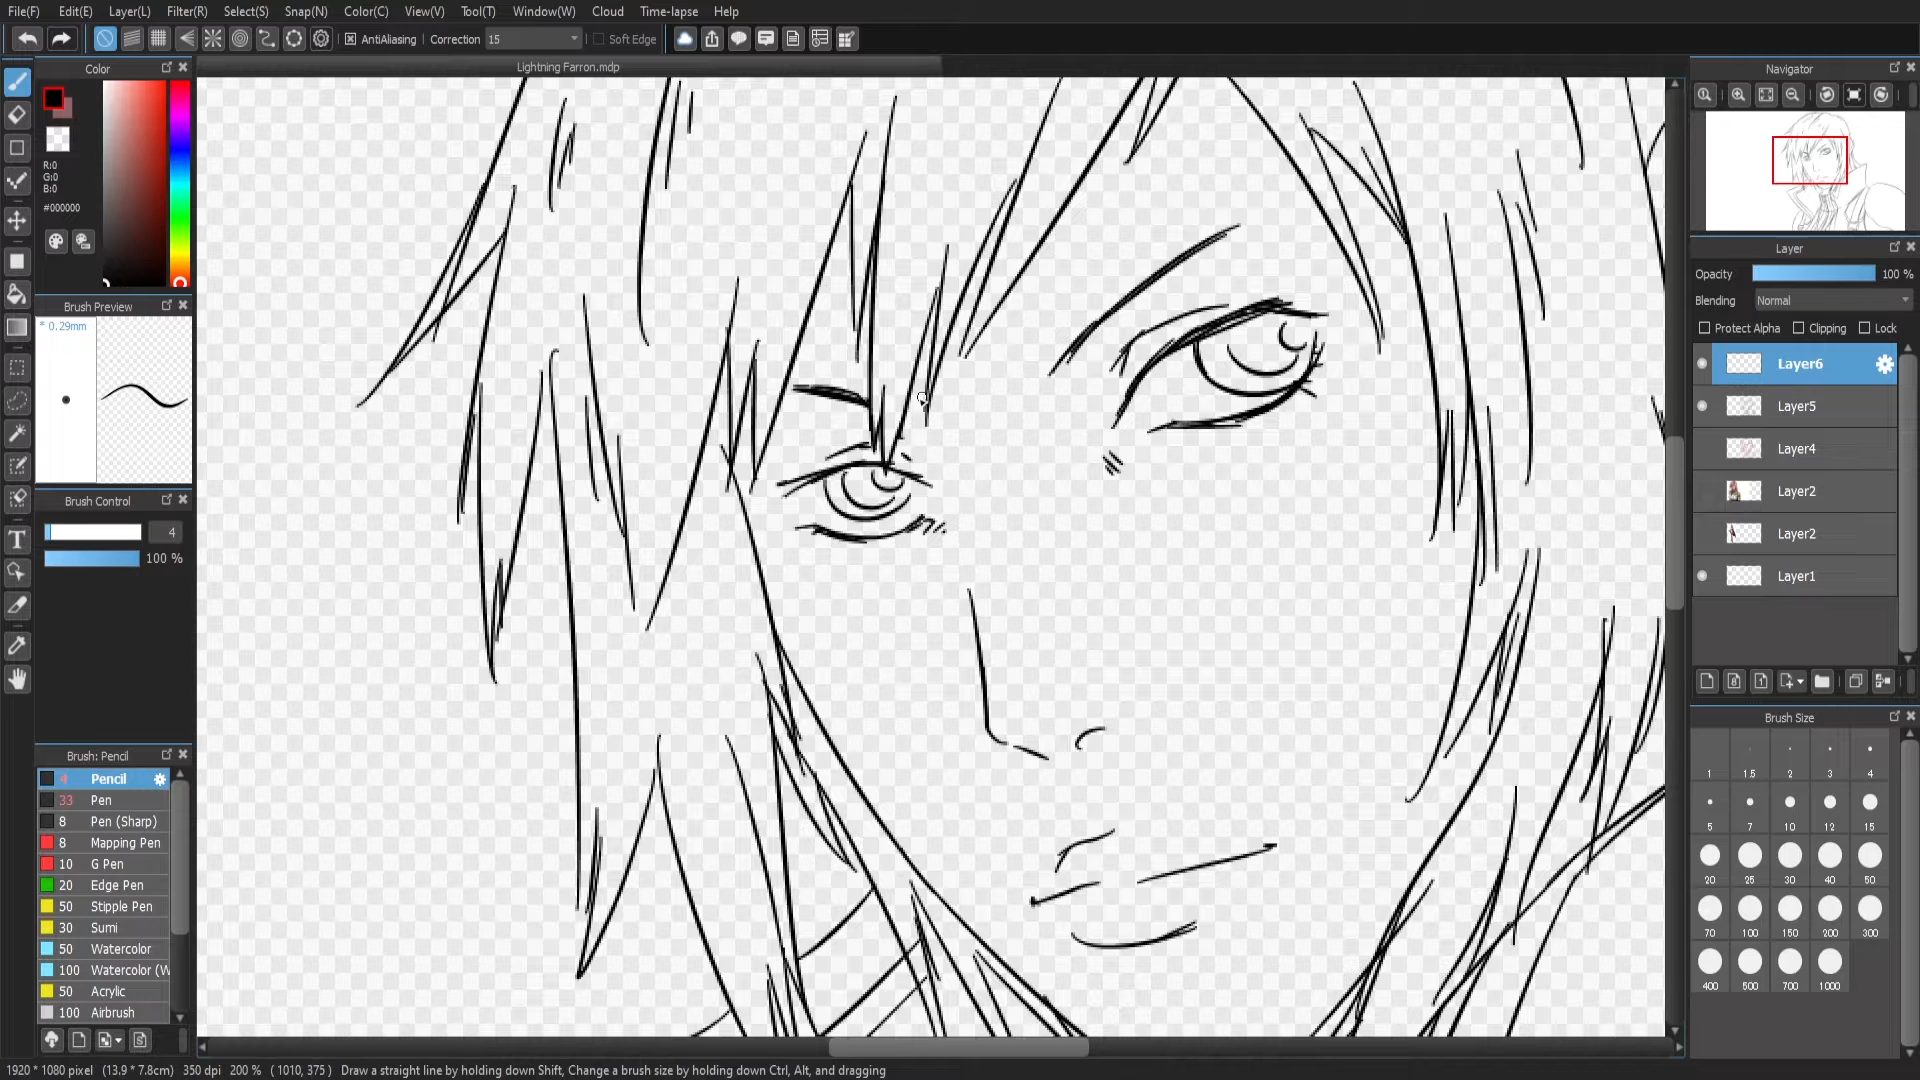 File(F) Edit(E) Layer(L) Filter(R) Select(S) Snap(N) Color(C) View(V) Tool(T) Window(W) Cloud Time-lapse Help
AntiAliasing Correction 15 Soft Edge
Color
Lightning Farron.mdp
R:0
G:0
B:0
#000000
Brush Preview
* 0.29mm
Brush Control
4
100 %
Brush: Pencil
4 Pencil
33 Pen
8 Pen (Sharp)
8 Mapping Pen
10 G Pen
20 Edge Pen
50 Stipple Pen
30 Sumi
50 Watercolor
100 Watercolor (W
50 Acrylic
100 Airbrush
Navigator
Layer
Opacity 100 %
Blending Normal
Protect Alpha Clipping Lock
Layer6
Layer5
Layer4
Layer2
Layer2
Layer1
Brush Size
1 1.5 2 3 4
5 7 10 12 15
20 25 30 40 50
70 100 150 200 300
400 500 700 1000
1920 * 1080 pixel (13.9 * 7.8cm) 350 dpi 200 % ( 1010, 375 ) Draw a straight line by holding down Shift, Change a brush size by holding down Ctrl, Alt, and dragging